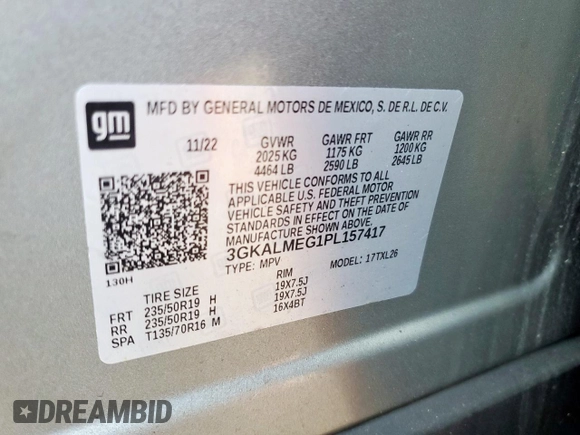 gm
MFD BY GENERAL MOTORS DE MEXICO, S. DE R.L. DE C.V.
11/22 GVWR GAWR FRT GAWR RR
2025 KG 1175 KG 1200 KG
4464 LB 2590 LB 2645 LB
THIS VEHICLE CONFORMS TO ALL
APPLICABLE U.S. FEDERAL MOTOR
VEHICLE SAFETY AND THEFT PREVENTION
STANDARDS IN EFFECT ON THE DATE OF
MANUFACTURE SHOWN ABOVE.
3GKALMEG1PL157417
130H
TYPE: MPV MODEL: 17TXL26
TIRE SIZE RIM
FRT 235/50R19 H 19X7.5J
RR 235/50R19 H 19X7.5J
SPA T135/70R16 M 16X4BT
DREAMBID